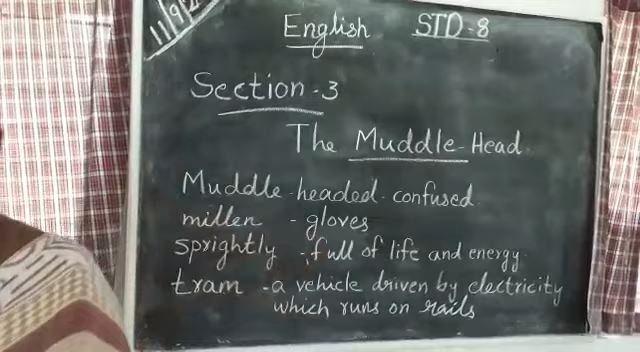 English STD-8
Section-3
The Muddle-Head.
Muddle-headed - confused.
millen - gloves
sprightly - full of life and energy.
tram - a vehicle driven by electricity
which runs on rails